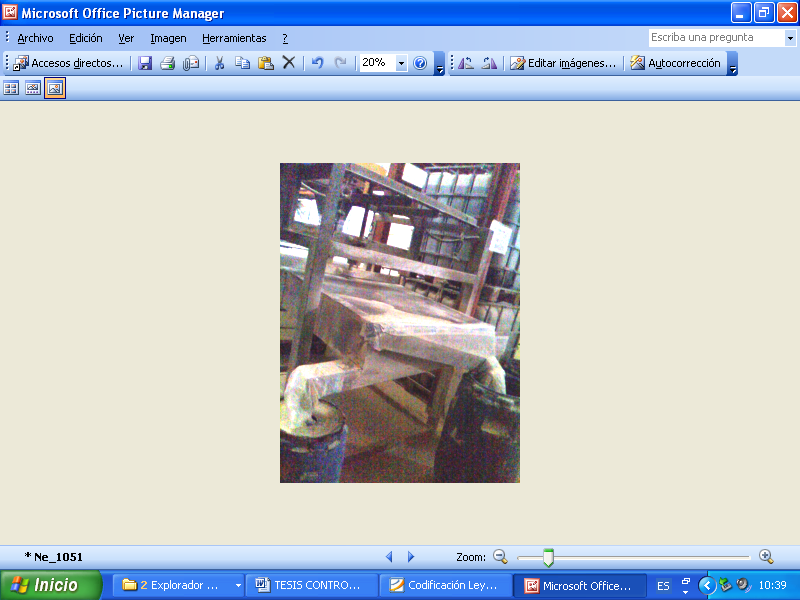 Microsoft Office Picture Manager
Archivo Edición Ver Imagen Herramientas ? Escriba una pregunta
Accesos directos... 20% Editar imágenes... Autocorrección
* Ne_1051 Zoom:
Inicio 2 Explorador ... TESIS CONTRO... Codificación Ley... Microsoft Office... ES 10:39